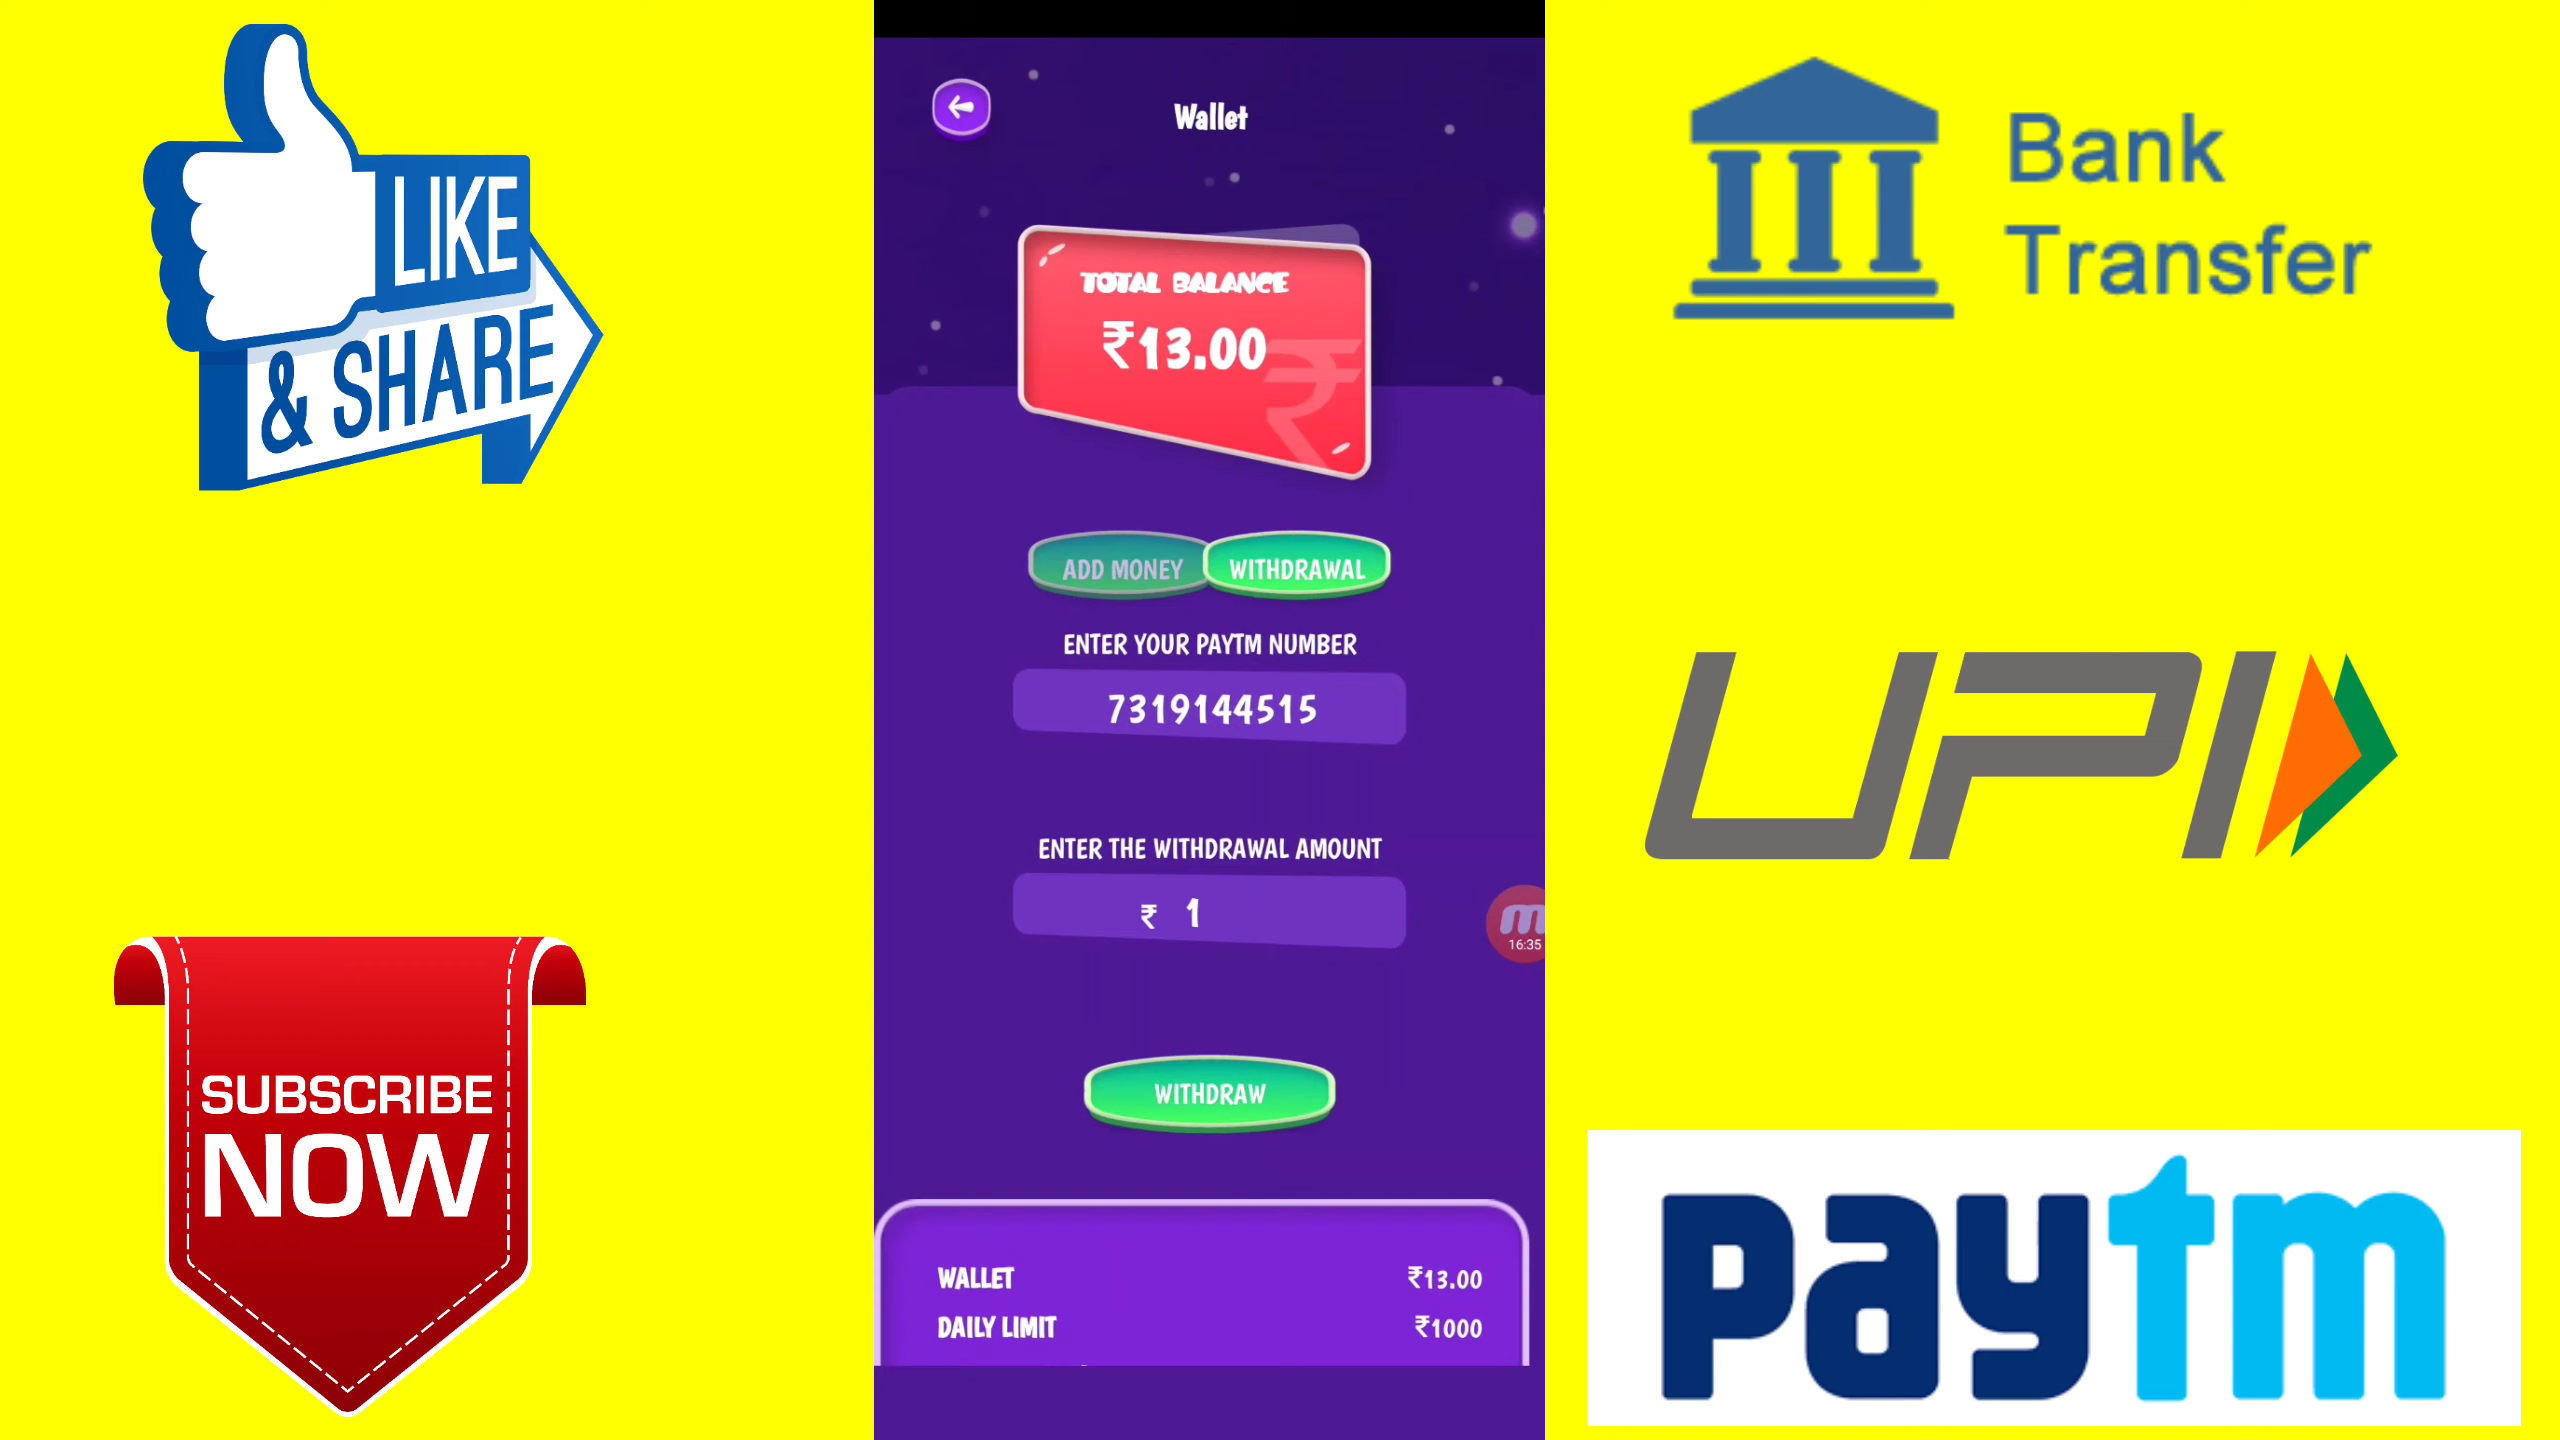 LIKE
& SHARE
SUBSCRIBE
NOW
Wallet
TOTAL BALANCE
₹13.00
ADD MONEY
WITHDRAWAL
ENTER YOUR PAYTM NUMBER
7319144515
ENTER THE WITHDRAWAL AMOUNT
₹ 1
16:35
WITHDRAW
WALLET ₹13.00
DAILY LIMIT ₹1000
Bank
Transfer
UPI
paytm